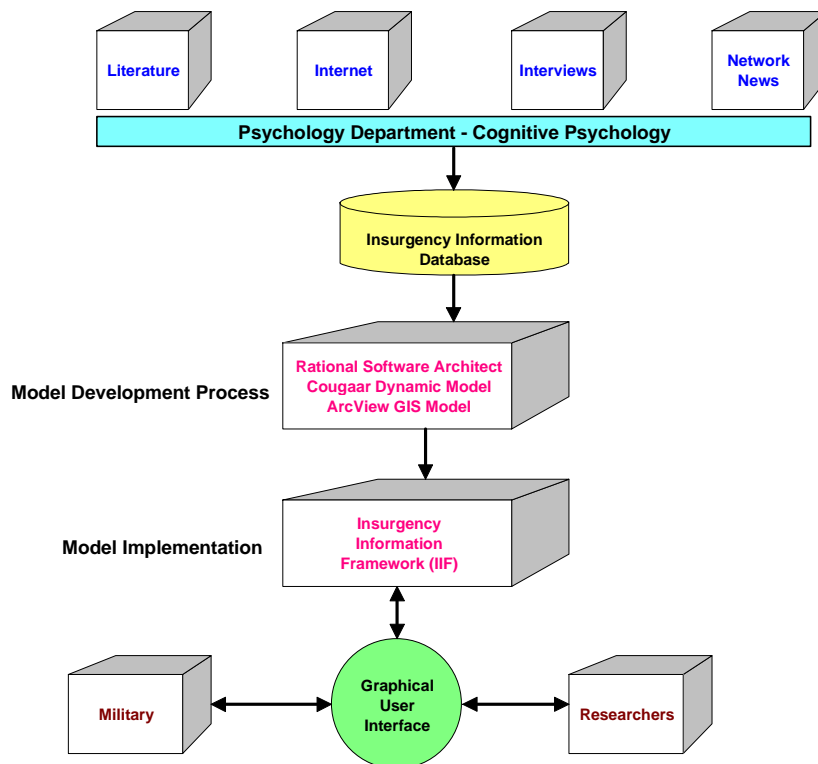 Literature
Internet
Interviews
Network
News
Psychology Department - Cognitive Psychology
Insurgency Information
Database
Model Development Process
Rational Software Architect
Cougaar Dynamic Model
ArcView GIS Model
Model Implementation
Insurgency
Information
Framework (IIF)
Military
Graphical
User
Interface
Researchers